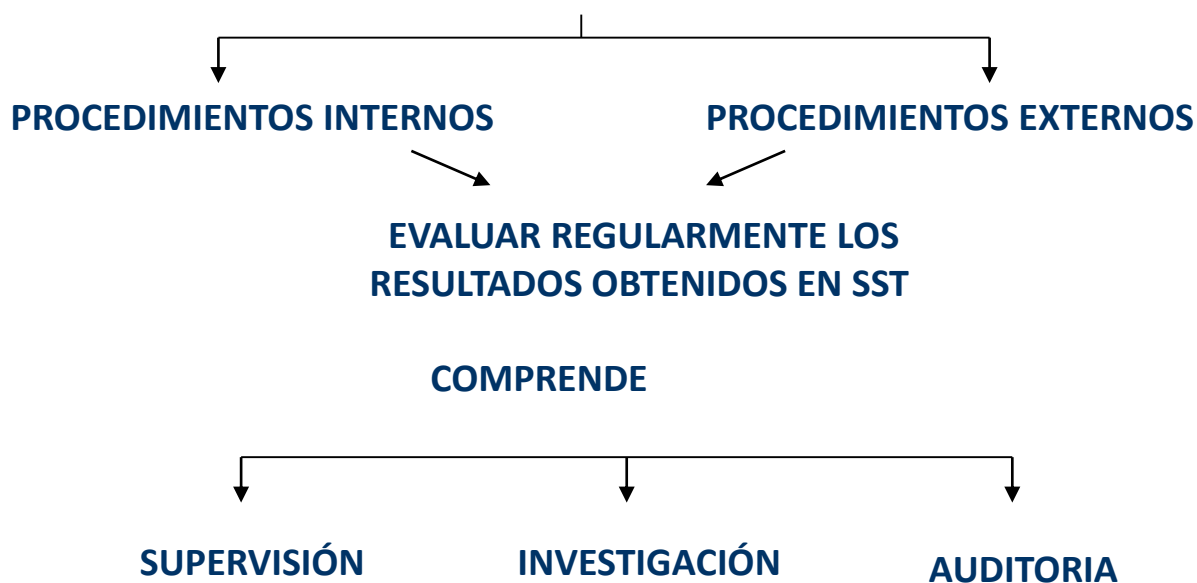 PROCEDIMIENTOS INTERNOS
PROCEDIMIENTOS EXTERNOS
EVALUAR REGULARMENTE LOS
RESULTADOS OBTENIDOS EN SST
COMPRENDE
SUPERVISIÓN
INVESTIGACIÓN
AUDITORIA